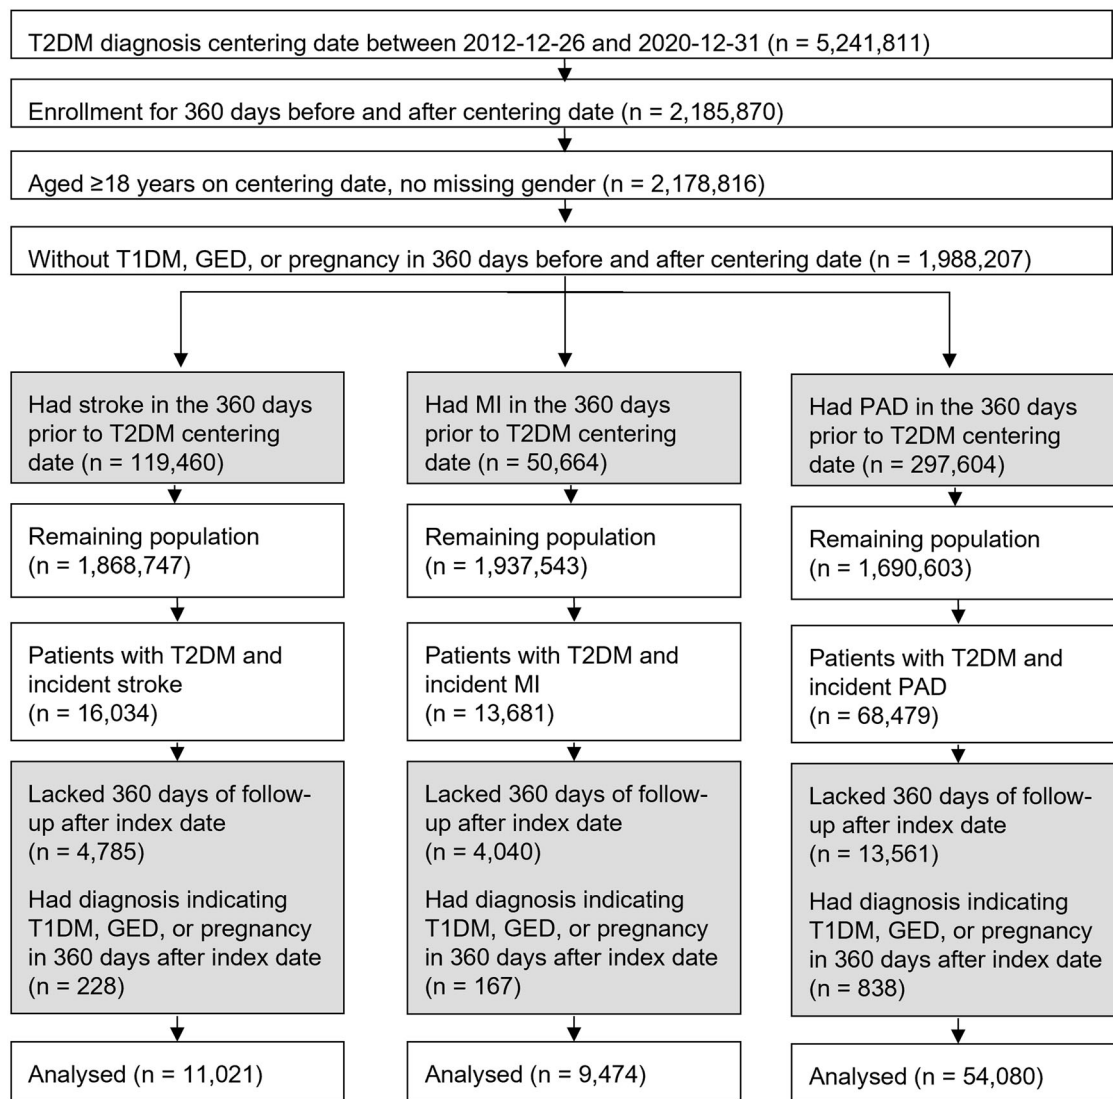 T2DM diagnosis centering date between 2012-12-26 and 2020-12-31 (n = 5,241,811)
Enrollment for 360 days before and after centering date (n = 2,185,870)
Aged ≥18 years on centering date, no missing gender (n = 2,178,816)
Without T1DM, GED, or pregnancy in 360 days before and after centering date (n = 1,988,207)
Had stroke in the 360 days
prior to T2DM centering
date (n = 119,460)
Remaining population
(n = 1,868,747)
Patients with T2DM and
incident stroke
(n = 16,034)
Lacked 360 days of follow-
up after index date
(n = 4,785)
Had diagnosis indicating
T1DM, GED, or pregnancy
in 360 days after index date
(n = 228)
Analysed (n = 11,021)
Had MI in the 360 days
prior to T2DM centering
date (n = 50,664)
Remaining population
(n = 1,937,543)
Patients with T2DM and
incident MI
(n = 13,681)
Lacked 360 days of follow-
up after index date
(n = 4,040)
Had diagnosis indicating
T1DM, GED, or pregnancy
in 360 days after index date
(n = 167)
Analysed (n = 9,474)
Had PAD in the 360 days
prior to T2DM centering
date (n = 297,604)
Remaining population
(n = 1,690,603)
Patients with T2DM and
incident PAD
(n = 68,479)
Lacked 360 days of follow-
up after index date
(n = 13,561)
Had diagnosis indicating
T1DM, GED, or pregnancy
in 360 days after index date
(n = 838)
Analysed (n = 54,080)